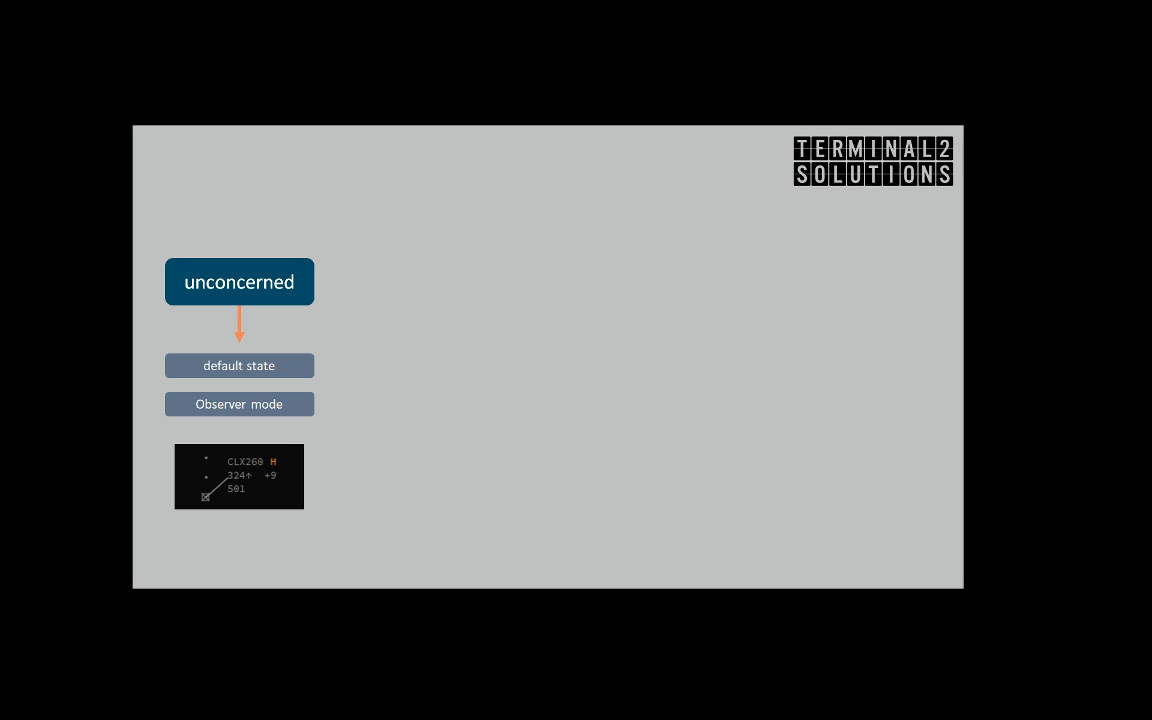 TERMINAL2
SOLUTIONS
unconcerned
default state
Observer mode
CLX260 H
324↑ +9
501